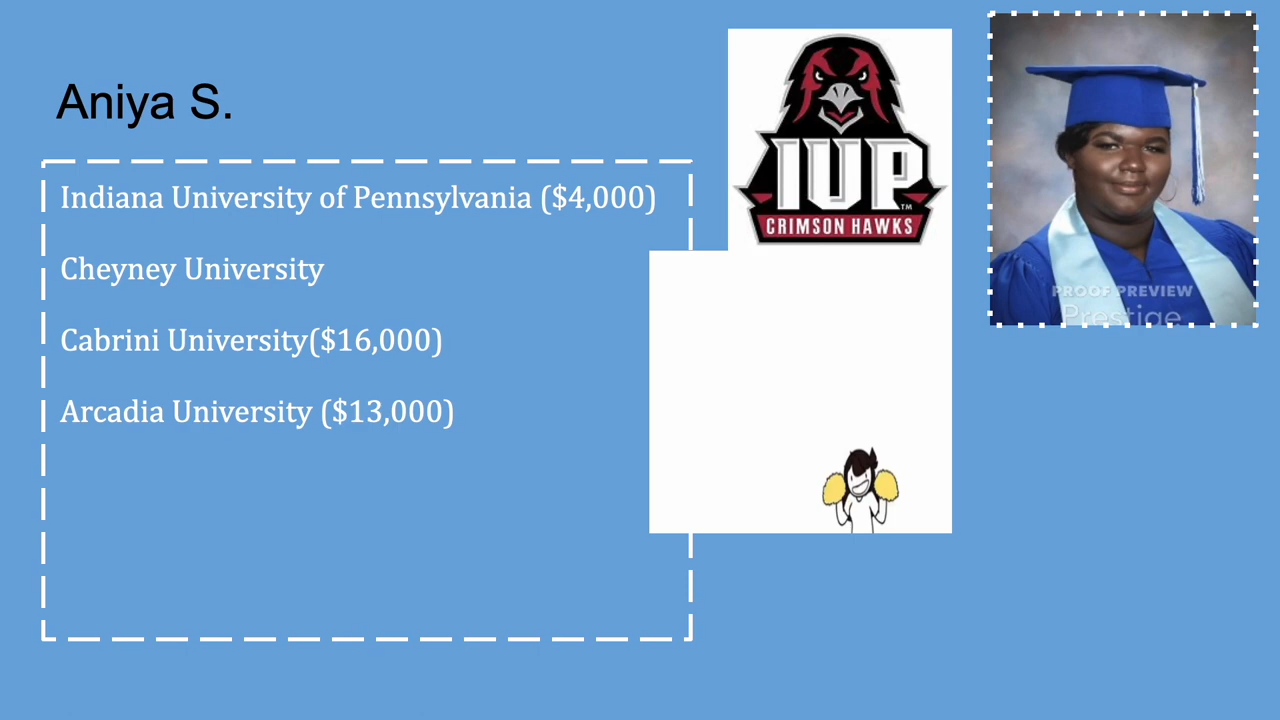 Aniya S.
Indiana University of Pennsylvania ($4,000)
Cheyney University
Cabrini University($16,000)
Arcadia University ($13,000)
IUP
TM
CRIMSON HAWKS
PROOF PREVIEW
Prestige